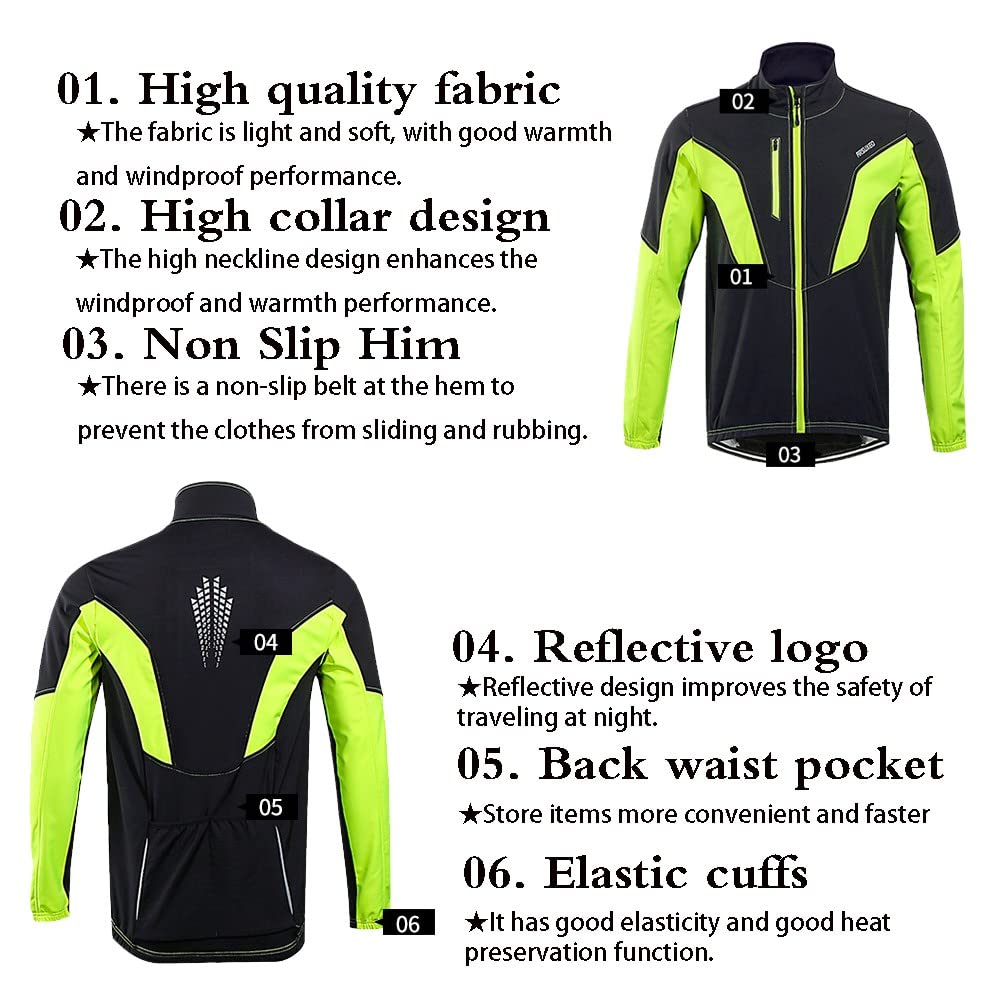 01. High quality fabric
★The fabric is light and soft, with good warmth
and windproof performance.
02. High collar design
★The high neckline design enhances the
windproof and warmth performance.
03. Non Slip Him
★There is a non-slip belt at the hem to
prevent the clothes from sliding and rubbing.
02
ARSUXEO
01
03
04
05
06
04. Reflective logo
★Reflective design improves the safety of
traveling at night.
05. Back waist pocket
★Store items more convenient and faster
06. Elastic cuffs
★It has good elasticity and good heat
preservation function.